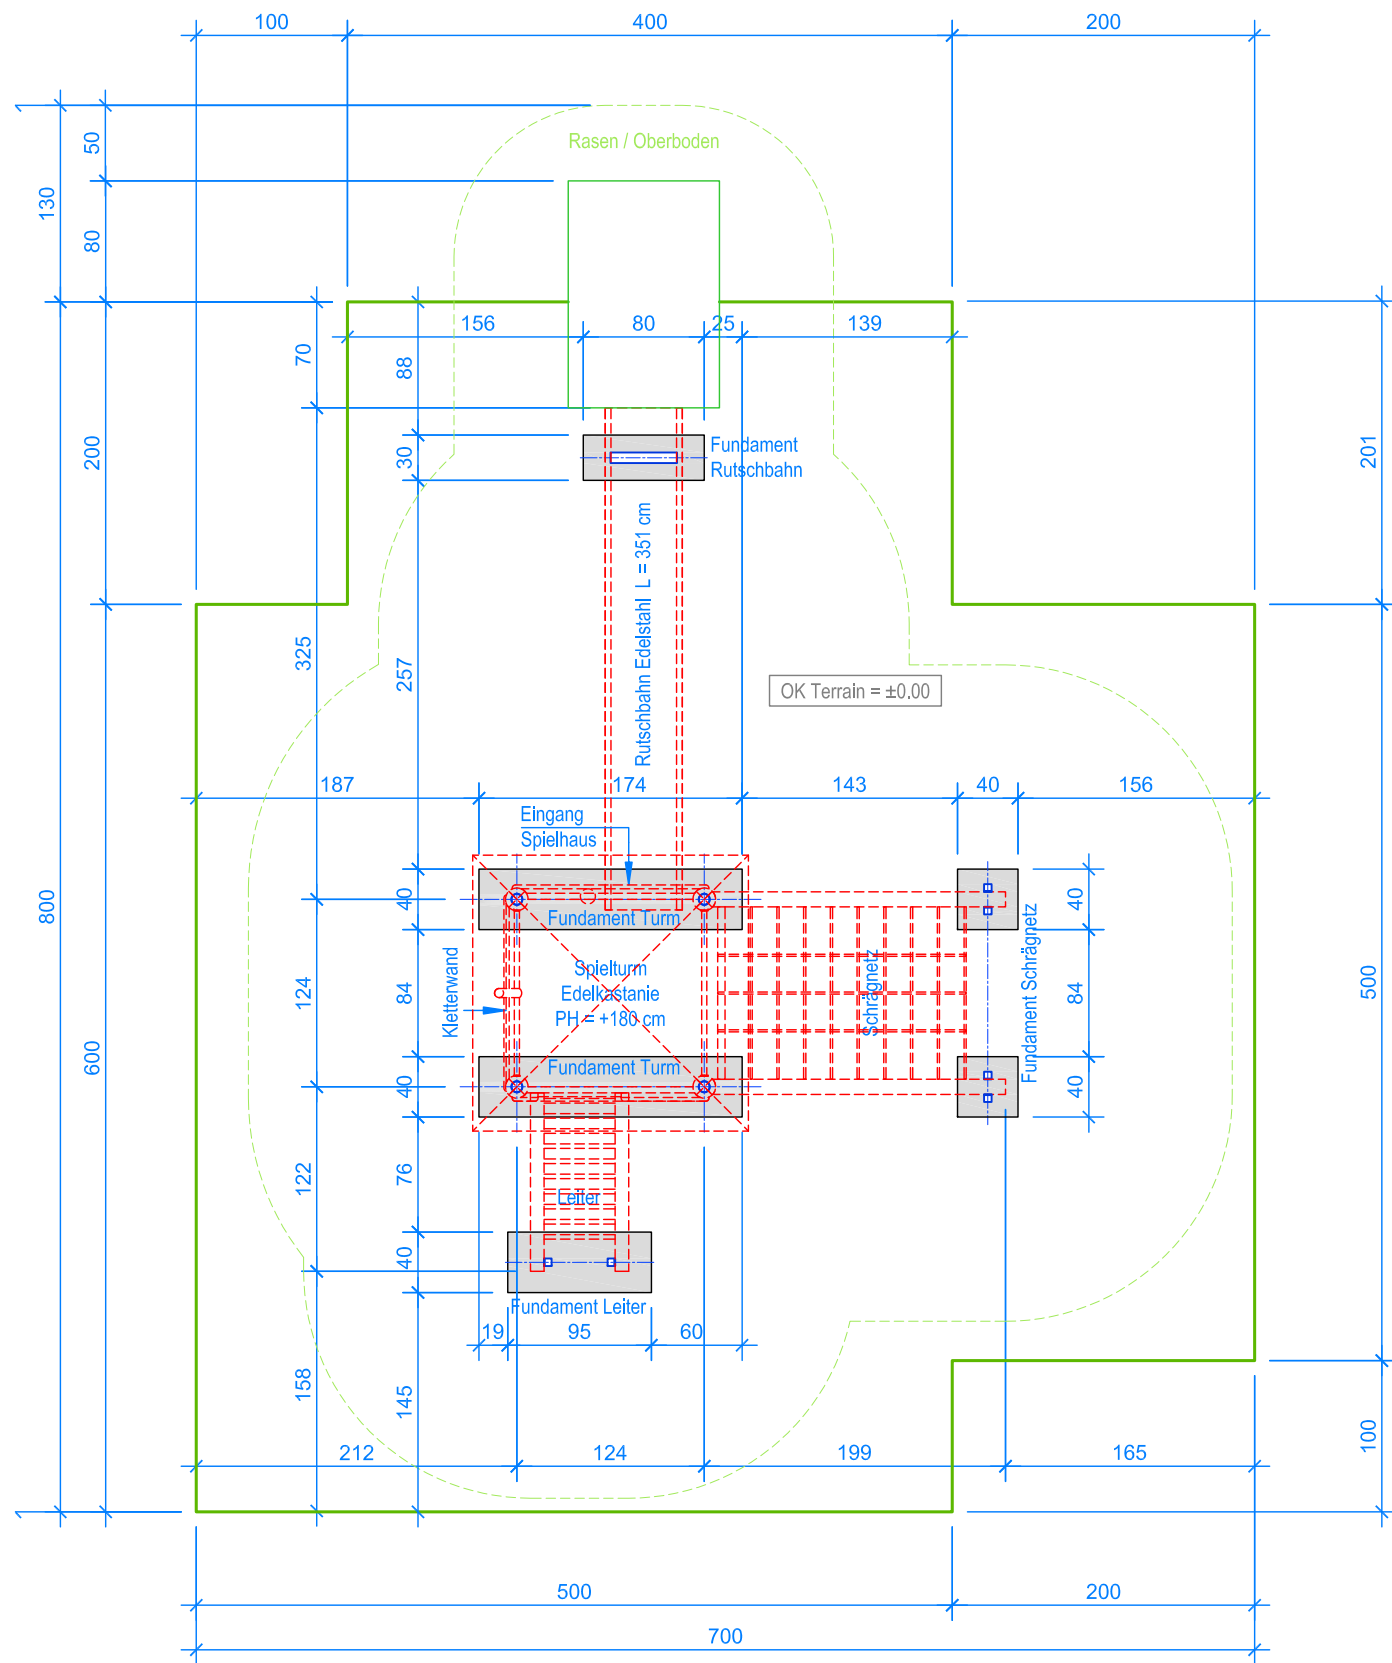 100
400
200
50
Rasen / Oberboden
130
80
156
80
25
139
70
88
200
30
Fundament
Rutschbahn
201
Rutschbahn Edelstahl L = 351 cm
325
257
OK Terrain = ±0.00
187
174
143
40
156
Eingang
Spielhaus
800
40
Fundament Turm
40
Kletterwand
Spielturm
Edelkastanie
PH = +180 cm
Schrägnetz
Fundament Schrägnetz
124
84
84
500
600
Fundament Turm
40
40
122
76
Leiter
40
Fundament Leiter
19
95
60
158
145
100
212
124
199
165
500
200
700